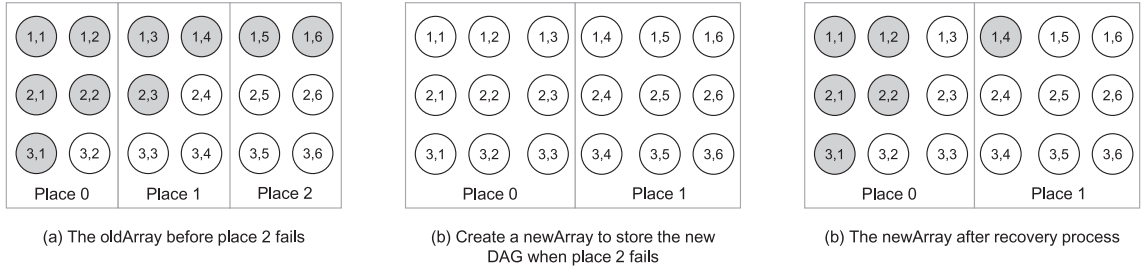 1,1 1,2 1,3 1,4 1,5 1,6
2,1 2,2 2,3 2,4 2,5 2,6
3,1 3,2 3,3 3,4 3,5 3,6
Place 0 Place 1 Place 2
(a) The oldArray before place 2 fails
1,1 1,2 1,3 1,4 1,5 1,6
2,1 2,2 2,3 2,4 2,5 2,6
3,1 3,2 3,3 3,4 3,5 3,6
Place 0 Place 1
(b) Create a newArray to store the new
DAG when place 2 fails
1,1 1,2 1,3 1,4 1,5 1,6
2,1 2,2 2,3 2,4 2,5 2,6
3,1 3,2 3,3 3,4 3,5 3,6
Place 0 Place 1
(b) The newArray after recovery process